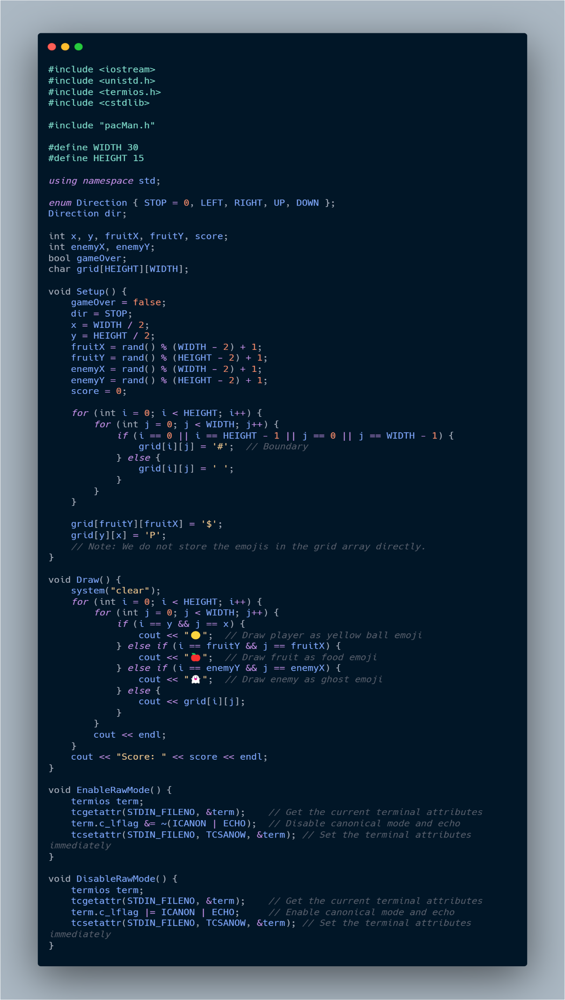 #include <iostream>
#include <unistd.h>
#include <termios.h>
#include <cstdlib>

#include "pacMan.h"

#define WIDTH 30
#define HEIGHT 15

using namespace std;

enum Direction { STOP = 0, LEFT, RIGHT, UP, DOWN };
Direction dir;

int x, y, fruitX, fruitY, score;
int enemyX, enemyY;
bool gameOver;
char grid[HEIGHT][WIDTH];

void Setup() {
    gameOver = false;
    dir = STOP;
    x = WIDTH / 2;
    y = HEIGHT / 2;
    fruitX = rand() % (WIDTH - 2) + 1;
    fruitY = rand() % (HEIGHT - 2) + 1;
    enemyX = rand() % (WIDTH - 2) + 1;
    enemyY = rand() % (HEIGHT - 2) + 1;
    score = 0;

    for (int i = 0; i < HEIGHT; i++) {
        for (int j = 0; j < WIDTH; j++) {
            if (i == 0 || i == HEIGHT - 1 || j == 0 || j == WIDTH - 1) {
                grid[i][j] = '#';  // Boundary
            } else {
                grid[i][j] = ' ';
            }
        }
    }

    grid[fruitY][fruitX] = '$';
    grid[y][x] = 'P';
    // Note: We do not store the emojis in the grid array directly.
}

void Draw() {
    system("clear");
    for (int i = 0; i < HEIGHT; i++) {
        for (int j = 0; j < WIDTH; j++) {
            if (i == y && j == x) {
                cout << "🟡";  // Draw player as yellow ball emoji
            } else if (i == fruitY && j == fruitX) {
                cout << "🍎";  // Draw fruit as food emoji
            } else if (i == enemyY && j == enemyX) {
                cout << "👻";  // Draw enemy as ghost emoji
            } else {
                cout << grid[i][j];
            }
        }
        cout << endl;
    }
    cout << "Score: " << score << endl;
}

void EnableRawMode() {
    termios term;
    tcgetattr(STDIN_FILENO, &term);    // Get the current terminal attributes
    term.c_lflag &= ~(ICANON | ECHO);  // Disable canonical mode and echo
    tcsetattr(STDIN_FILENO, TCSANOW, &term); // Set the terminal attributes
immediately
}

void DisableRawMode() {
    termios term;
    tcgetattr(STDIN_FILENO, &term);    // Get the current terminal attributes
    term.c_lflag |= ICANON | ECHO;     // Enable canonical mode and echo
    tcsetattr(STDIN_FILENO, TCSANOW, &term); // Set the terminal attributes
immediately
}